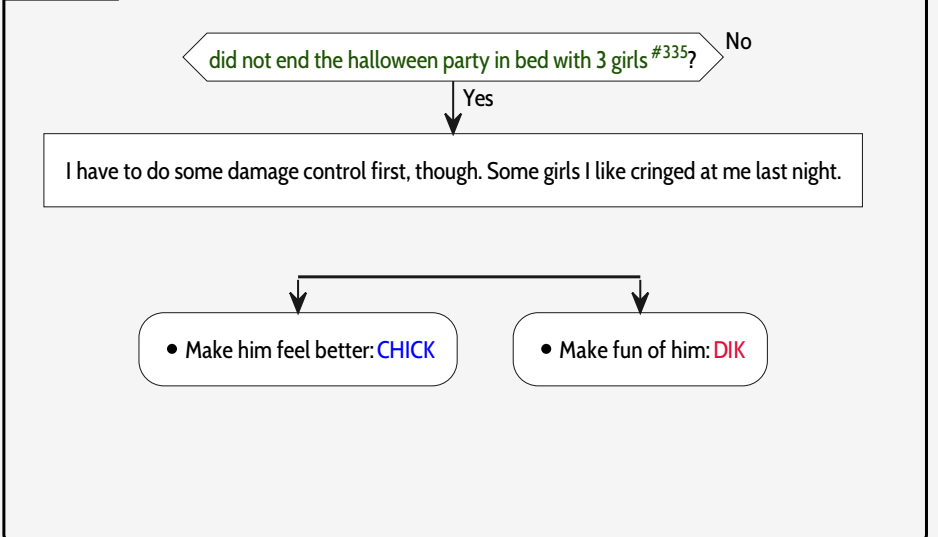 did not end the halloween party in bed with 3 girls #335?
No
Yes
I have to do some damage control first, though. Some girls I like cringed at me last night.
• Make him feel better: CHICK
• Make fun of him: DIK